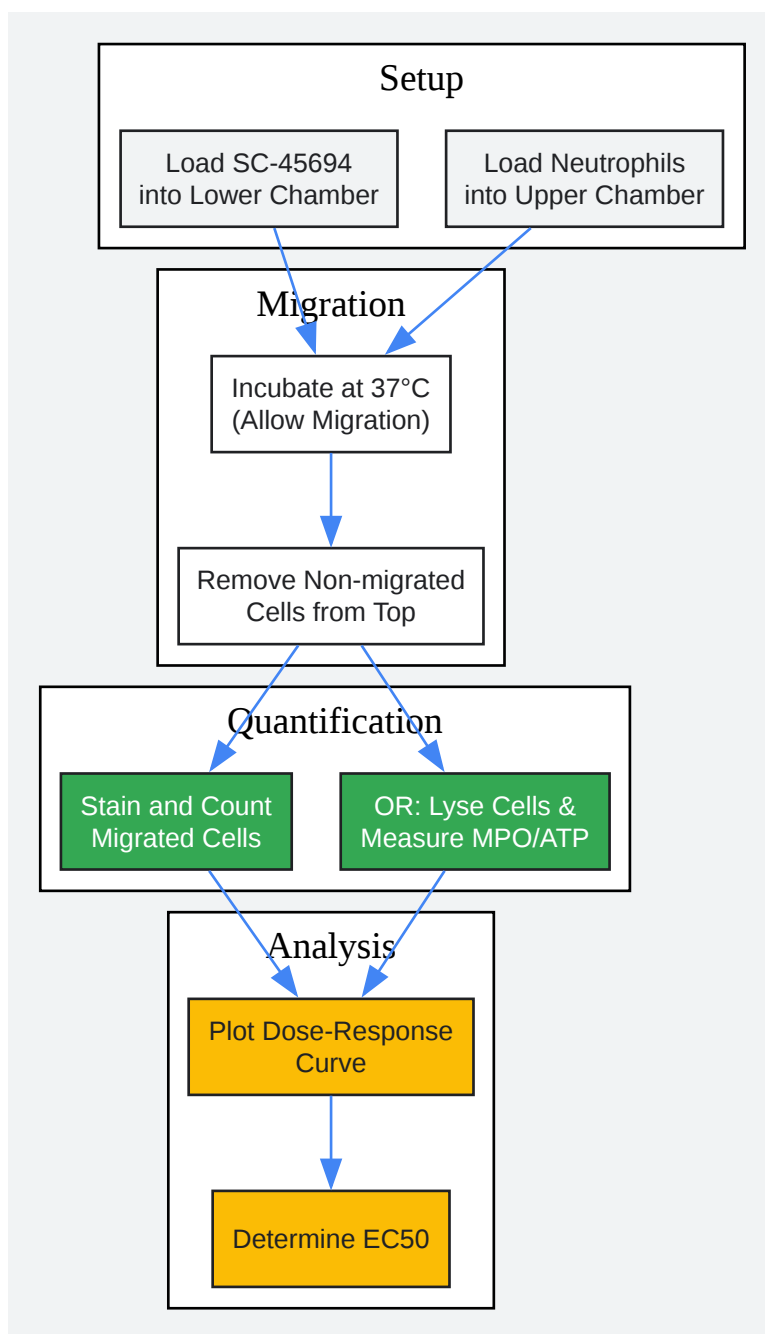 Setup
Load SC-45694
into Lower Chamber
Load Neutrophils
into Upper Chamber
Migration
Incubate at 37°C
(Allow Migration)
Remove Non-migrated
Cells from Top
Quantification
Stain and Count
Migrated Cells
OR: Lyse Cells &
Measure MPO/ATP
Analysis
Plot Dose-Response
Curve
Determine EC50